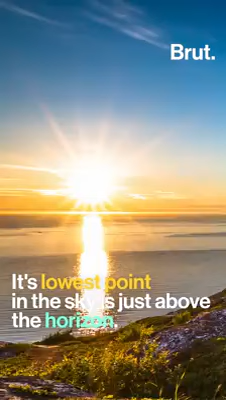 Brut.
It's lowest point
in the sky is just above
the horizon.